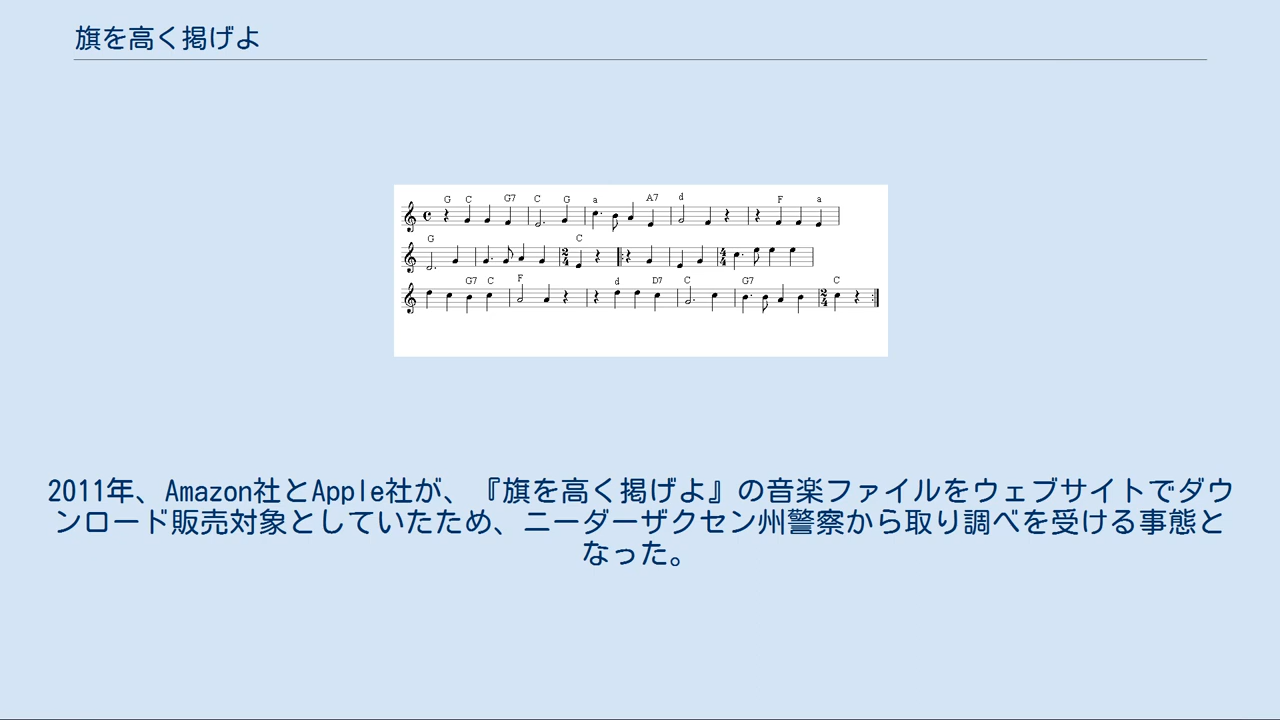 旗を高く掲げよ
G C G7 C G a A7 d F a
G C
G7 C F d D7 C G7 C
2011年、Amazon社とApple社が、『旗を高く掲げよ』の音楽ファイルをウェブサイトでダウ
ンロード販売対象としていたため、ニーダーザクセン州警察から取り調べを受ける事態と
なった。